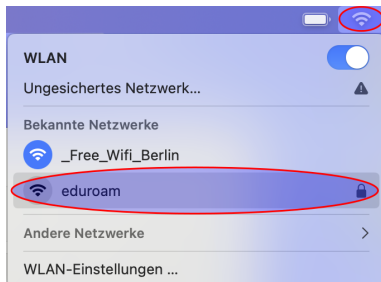 WLAN
Ungesichertes Netzwerk...
Bekannte Netzwerke
_Free_Wifi_Berlin
eduroam
Andere Netzwerke
WLAN-Einstellungen ...